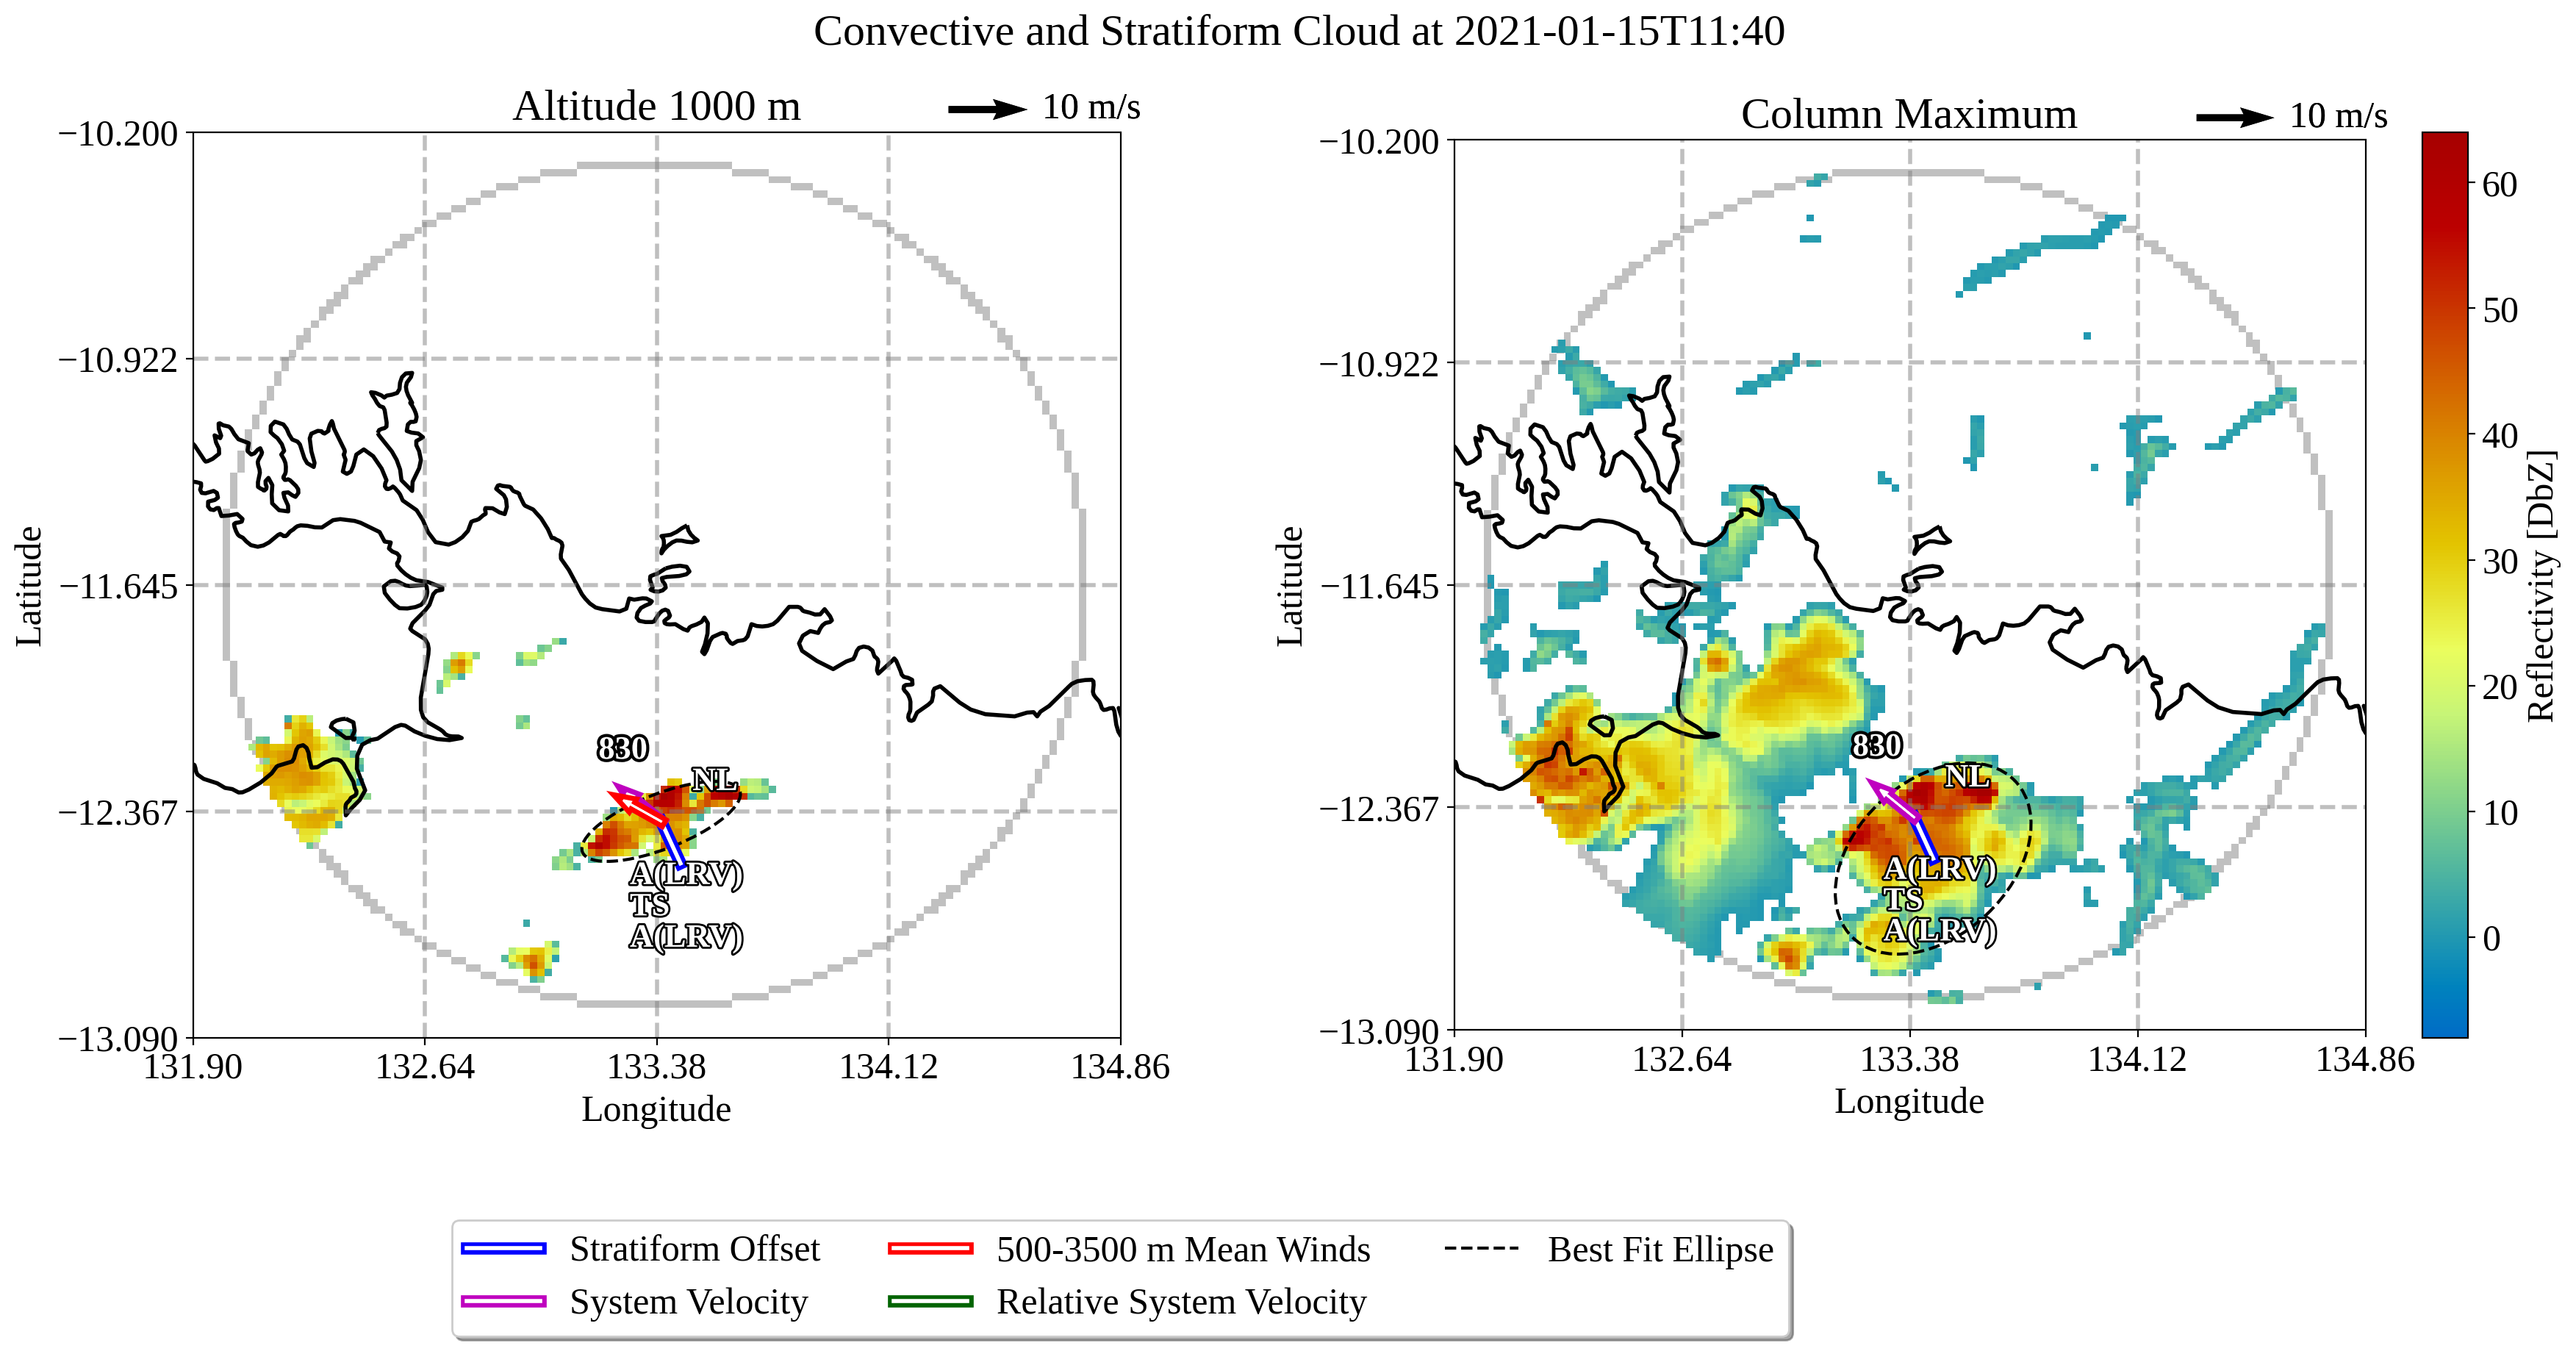 Convective and Stratiform Cloud at 2021-01-15T11:40
Altitude 1000 m
10 m/s
−10.200
−10.922
−11.645
−12.367
−13.090
Latitude
131.90
132.64
133.38
134.12
134.86
Longitude
830
NL
A(LRV)
TS
A(LRV)
Column Maximum
10 m/s
−10.200
−10.922
−11.645
−12.367
−13.090
Latitude
131.90
132.64
133.38
134.12
134.86
Longitude
830
NL
A(LRV)
TS
A(LRV)
60
50
40
30
20
10
0
Reflectivity [DbZ]
Stratiform Offset
System Velocity
500-3500 m Mean Winds
Relative System Velocity
Best Fit Ellipse